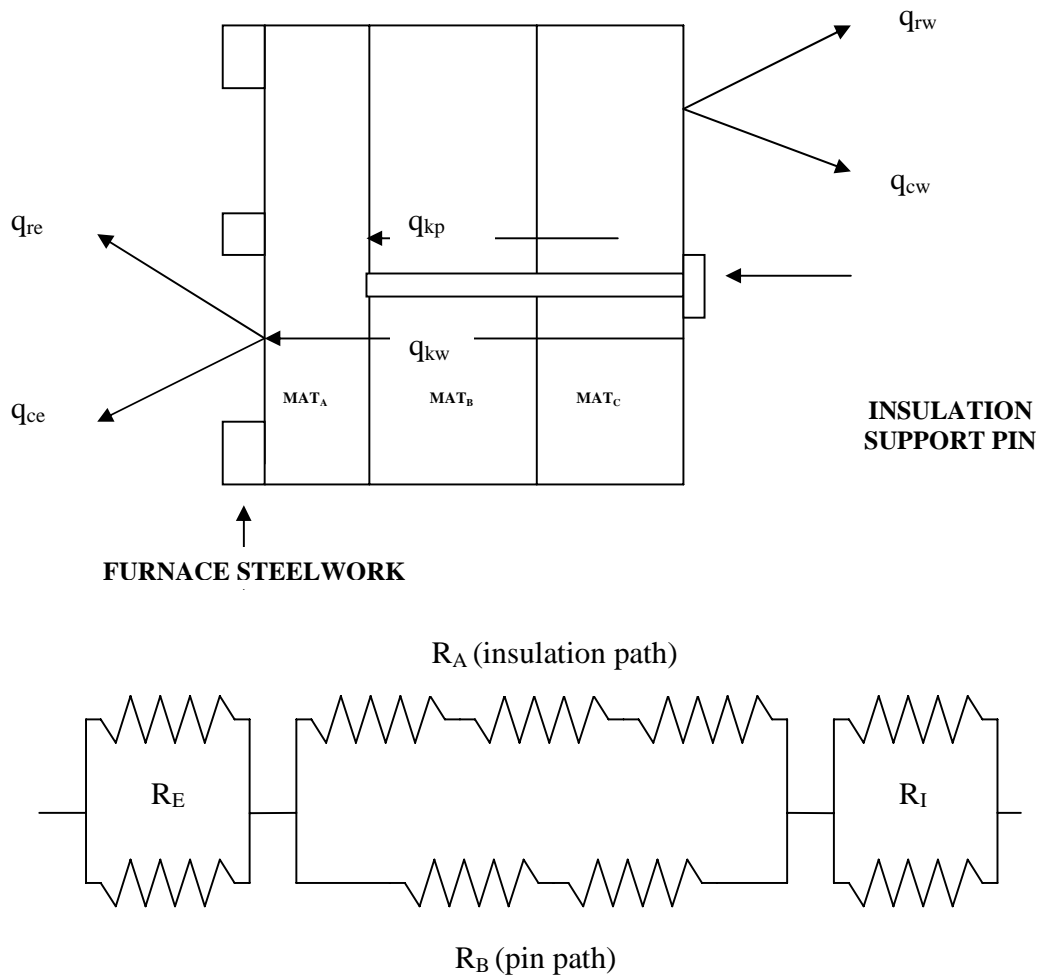 q_rw
q_cw
q_re
q_kp
q_kw
q_ce
MAT_A MAT_B MAT_C
INSULATION
SUPPORT PIN
FURNACE STEELWORK
R_A (insulation path)
R_E R_I
R_B (pin path)